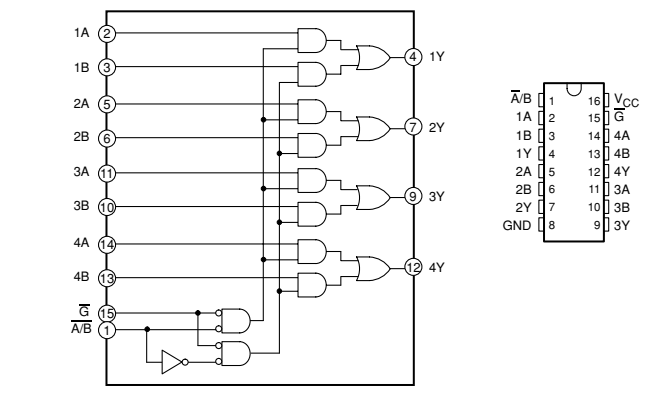 1A 2
1B 3
4 1Y
2A 5
2B 6
7 2Y
3A 11
3B 10
9 3Y
4A 14
4B 13
12 4Y
G̅ 15
A̅/̅B̅ 1
A̅/B 1 16 VCC
1A 2 15 G̅
1B 3 14 4A
1Y 4 13 4B
2A 5 12 4Y
2B 6 11 3A
2Y 7 10 3B
GND 8 9 3Y